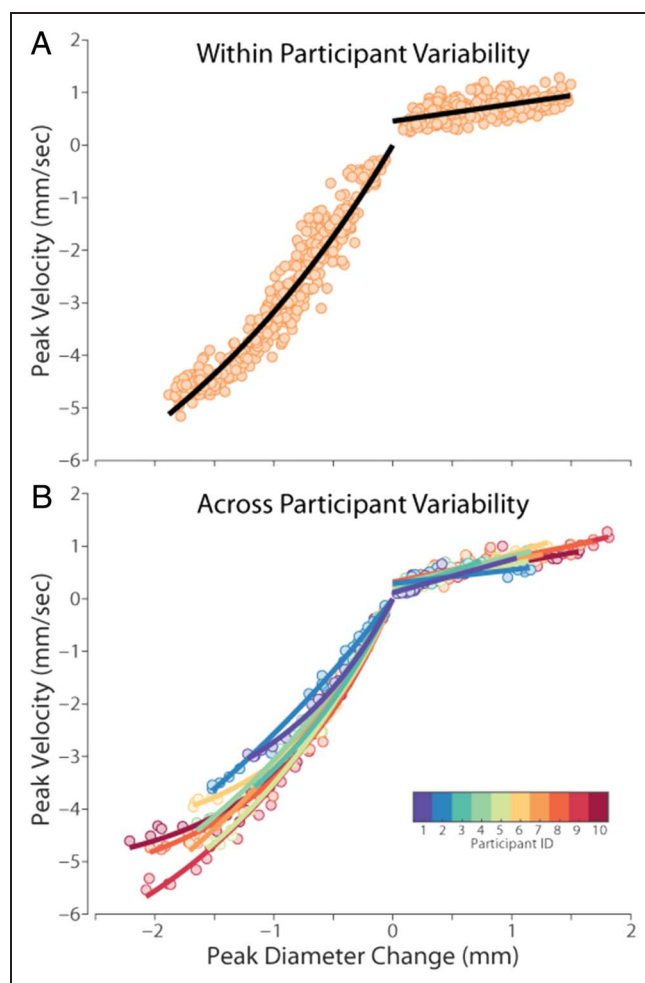 A
Within Participant Variability
2
1
0
−1
−2
−3
−4
−5
−6
Peak Velocity (mm/sec)
B
Across Participant Variability
2
1
0
−1
−2
−3
−4
−5
−6
Peak Velocity (mm/sec)
1 2 3 4 5 6 7 8 9 10
Participant ID
−2 −1 0 1 2
Peak Diameter Change (mm)